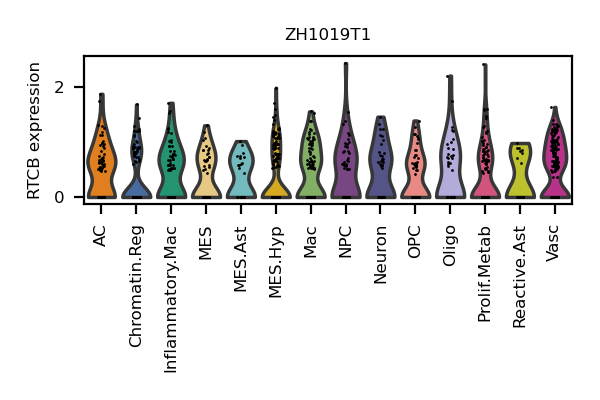 ZH1019T1
RTCB expression
2
0
AC
Chromatin.Reg
Inflammatory.Mac
MES
MES.Ast
MES.Hyp
Mac
NPC
Neuron
OPC
Oligo
Prolif.Metab
Reactive.Ast
Vasc